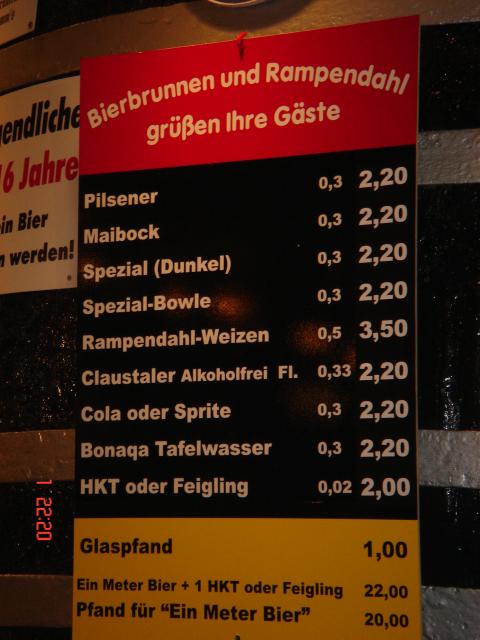 endliche
6 Jahre
in Bier
werden!
Bierbrunnen und Rampendahl
grüßen Ihre Gäste
Pilsener 0,3 2,20
Maibock 0,3 2,20
Spezial (Dunkel) 0,3 2,20
Spezial-Bowle 0,3 2,20
Rampendahl-Weizen 0,5 3,50
Claustaler Alkoholfrei Fl. 0,33 2,20
Cola oder Sprite 0,3 2,20
Bonaqa Tafelwasser 0,3 2,20
HKT oder Feigling 0,02 2,00
Glaspfand 1,00
Ein Meter Bier + 1 HKT oder Feigling 22,00
Pfand für "Ein Meter Bier" 20,00
1 22:20